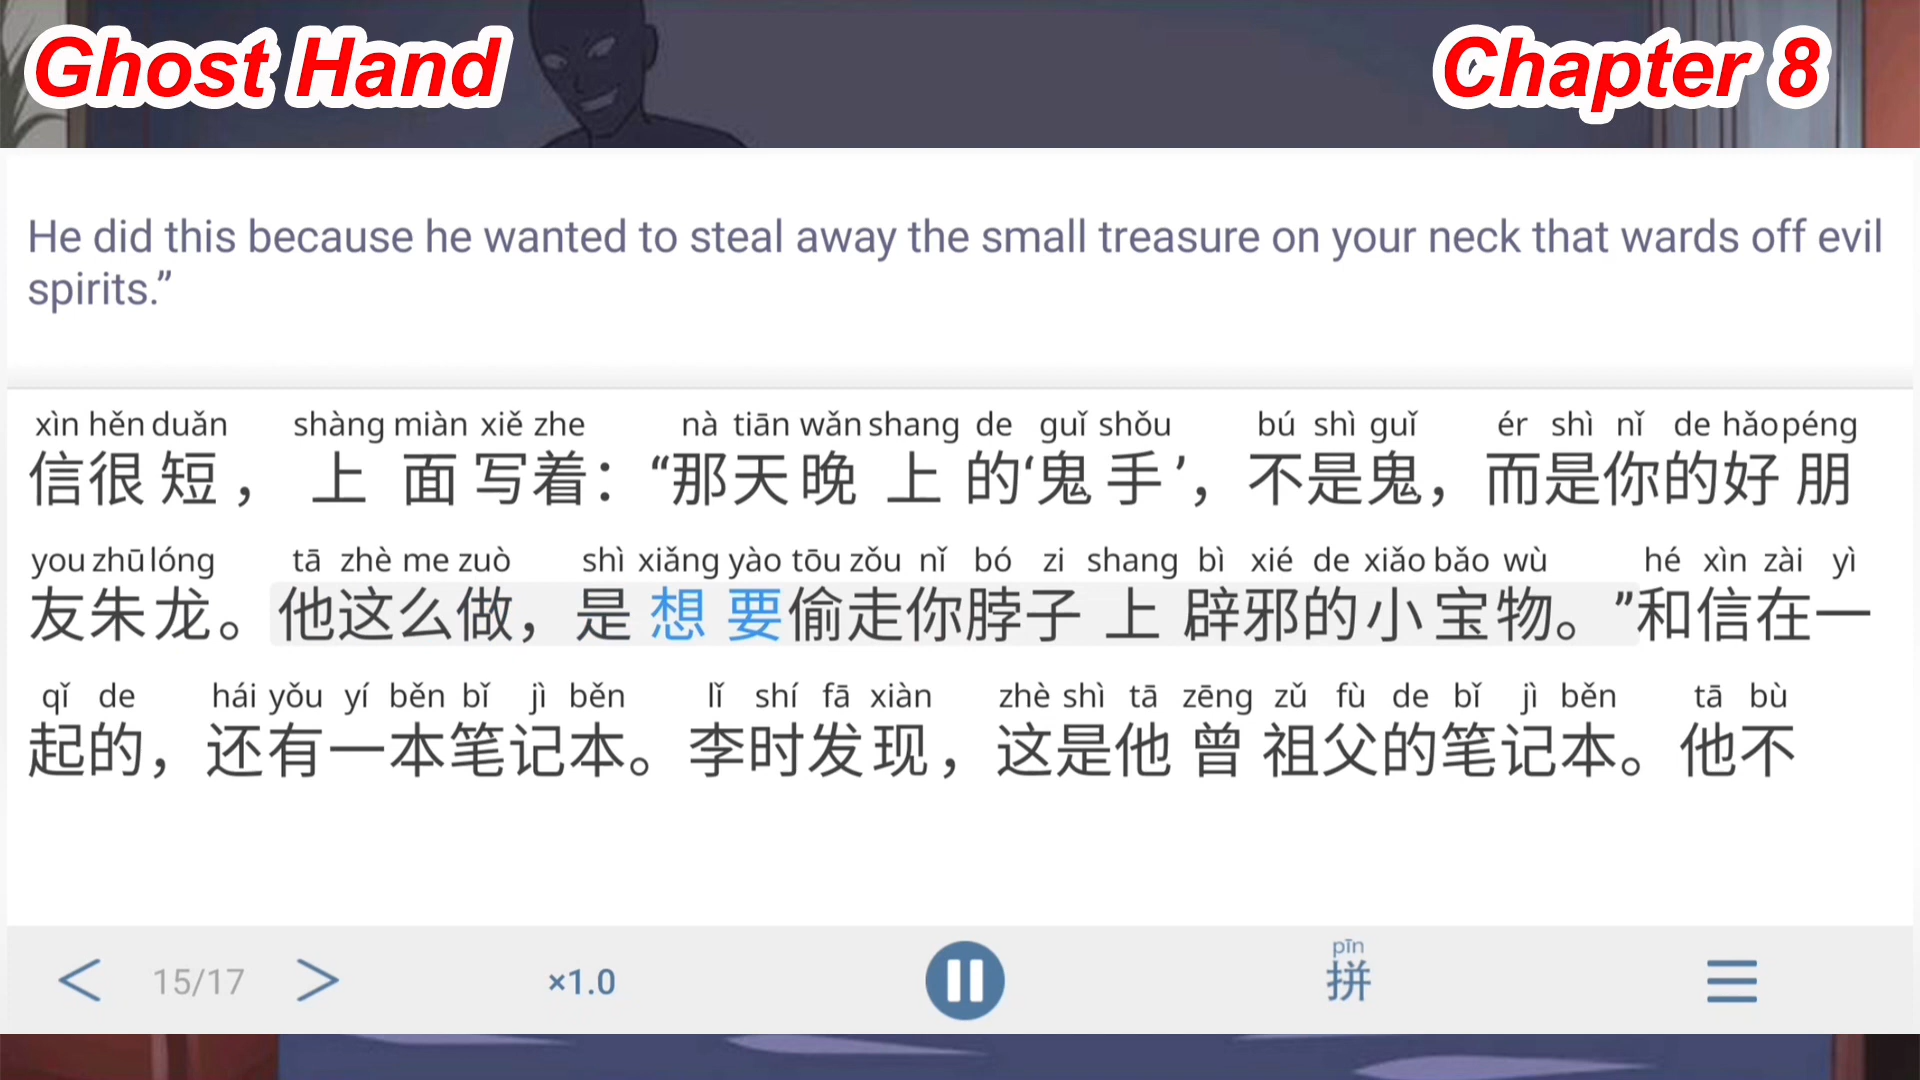 Ghost Hand
Chapter 8
He did this because he wanted to steal away the small treasure on your neck that wards off evil
spirits.”
xìn hěn duǎn shàng miàn xiě zhe nà tiān wǎn shang de guǐ shǒu bú shì guǐ ér shì nǐ de hǎo péng
信很短，上面写着：“那天晚上的‘鬼手’，不是鬼，而是你的好朋
you zhū lóng tā zhè me zuò shì xiǎng yào tōu zǒu nǐ bó zi shang bì xié de xiǎo bǎo wù hé xìn zài yì
友朱龙。他这么做，是想要偷走你脖子上辟邪的小宝物。”和信在一
qǐ de hái yǒu yí běn bǐ jì běn lǐ shí fā xiàn zhè shì tā zēng zǔ fù de bǐ jì běn tā bù
起的，还有一本笔记本。李时发现，这是他曾祖父的笔记本。他不
15/17
×1.0
pīn
拼